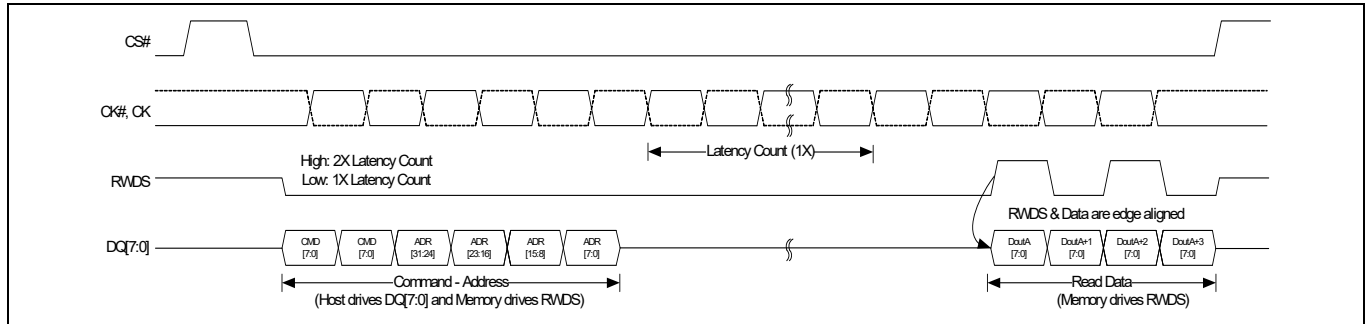 CS#
CK#, CK
Latency Count (1X)
High: 2X Latency Count
Low: 1X Latency Count
RWDS
RWDS & Data are edge aligned
DQ[7:0]
CMD
[7:0]
CMD
[7:0]
ADR
[31:24]
ADR
[23:16]
ADR
[15:8]
ADR
[7:0]
DoutA
[7:0]
DoutA+1
[7:0]
DoutA+2
[7:0]
DoutA+3
[7:0]
Command - Address
(Host drives DQ[7:0] and Memory drives RWDS)
Read Data
(Memory drives RWDS)